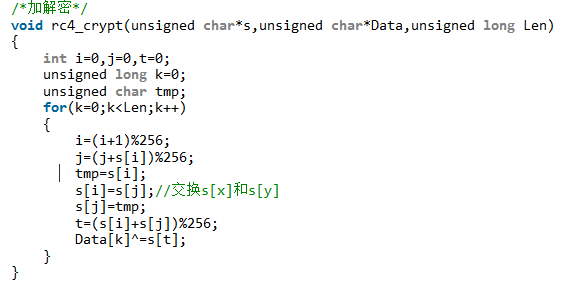 /*加解密*/
void rc4_crypt(unsigned char*s,unsigned char*Data,unsigned long Len)
{
    int i=0,j=0,t=0;
    unsigned long k=0;
    unsigned char tmp;
    for(k=0;k<Len;k++)
    {
        i=(i+1)%256;
        j=(j+s[i])%256;
        tmp=s[i];
        s[i]=s[j];//交换s[x]和s[y]
        s[j]=tmp;
        t=(s[i]+s[j])%256;
        Data[k]^=s[t];
    }
}